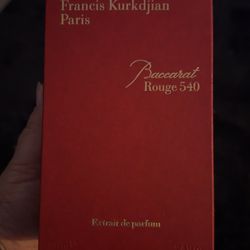 Francis Kurkdjian
Paris
Baccarat
Rouge 540
Extrait de parfum